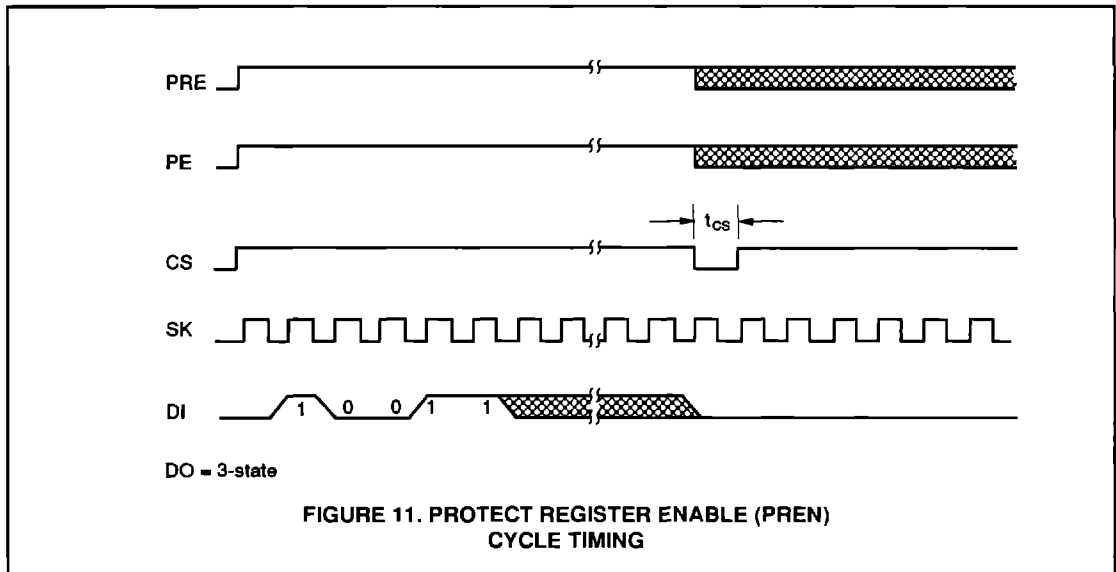 PRE
PE
tCS
CS
SK
DI 1 0 0 1 1
DO = 3-state
FIGURE 11. PROTECT REGISTER ENABLE (PREN)
CYCLE TIMING